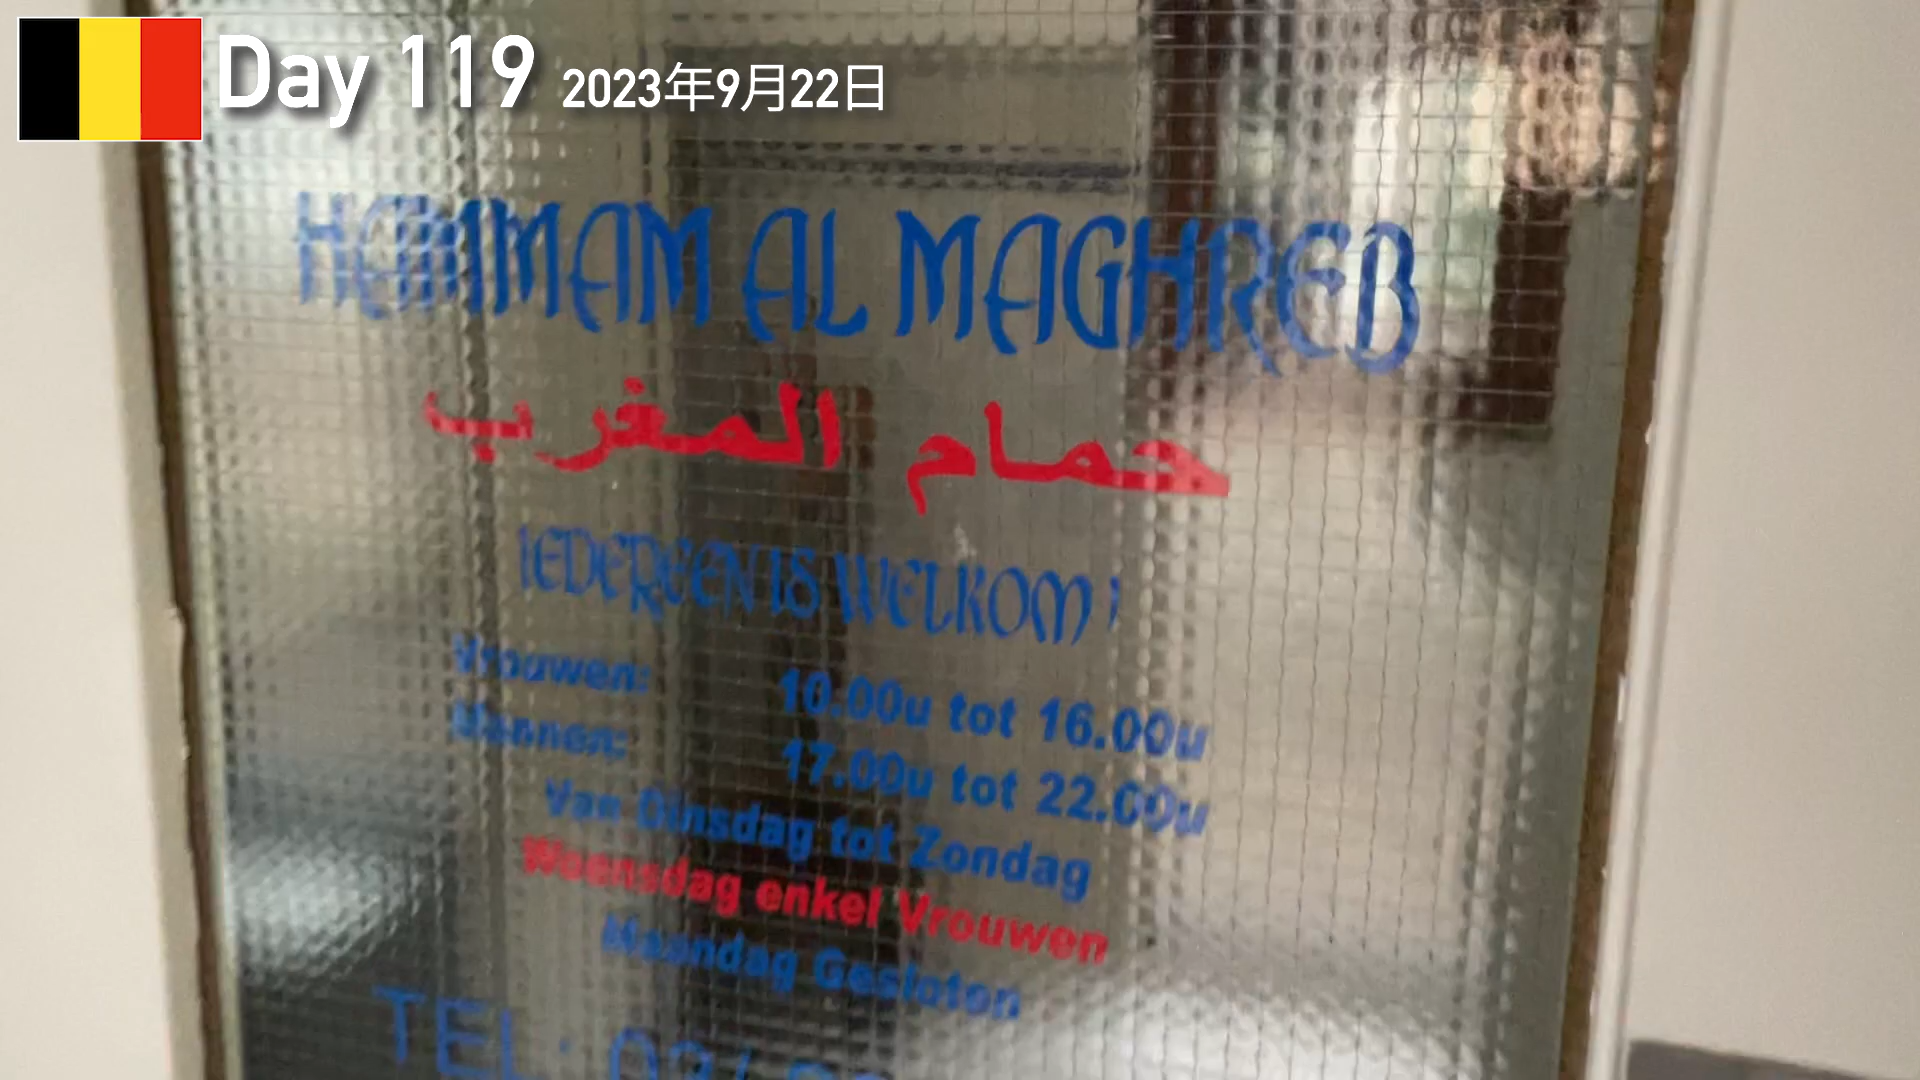 Day 119 2023年9月22日
HAMMAM AL MAGHREB
حمام المغرب
IEDEREEN IS WELKOM !
Vrouwen: 10.00u tot 16.00u
Mannen: 17.00u tot 22.00u
Van Dinsdag tot Zondag
Woensdag enkel Vrouwen
Maandag Gesloten
TEL: 03/